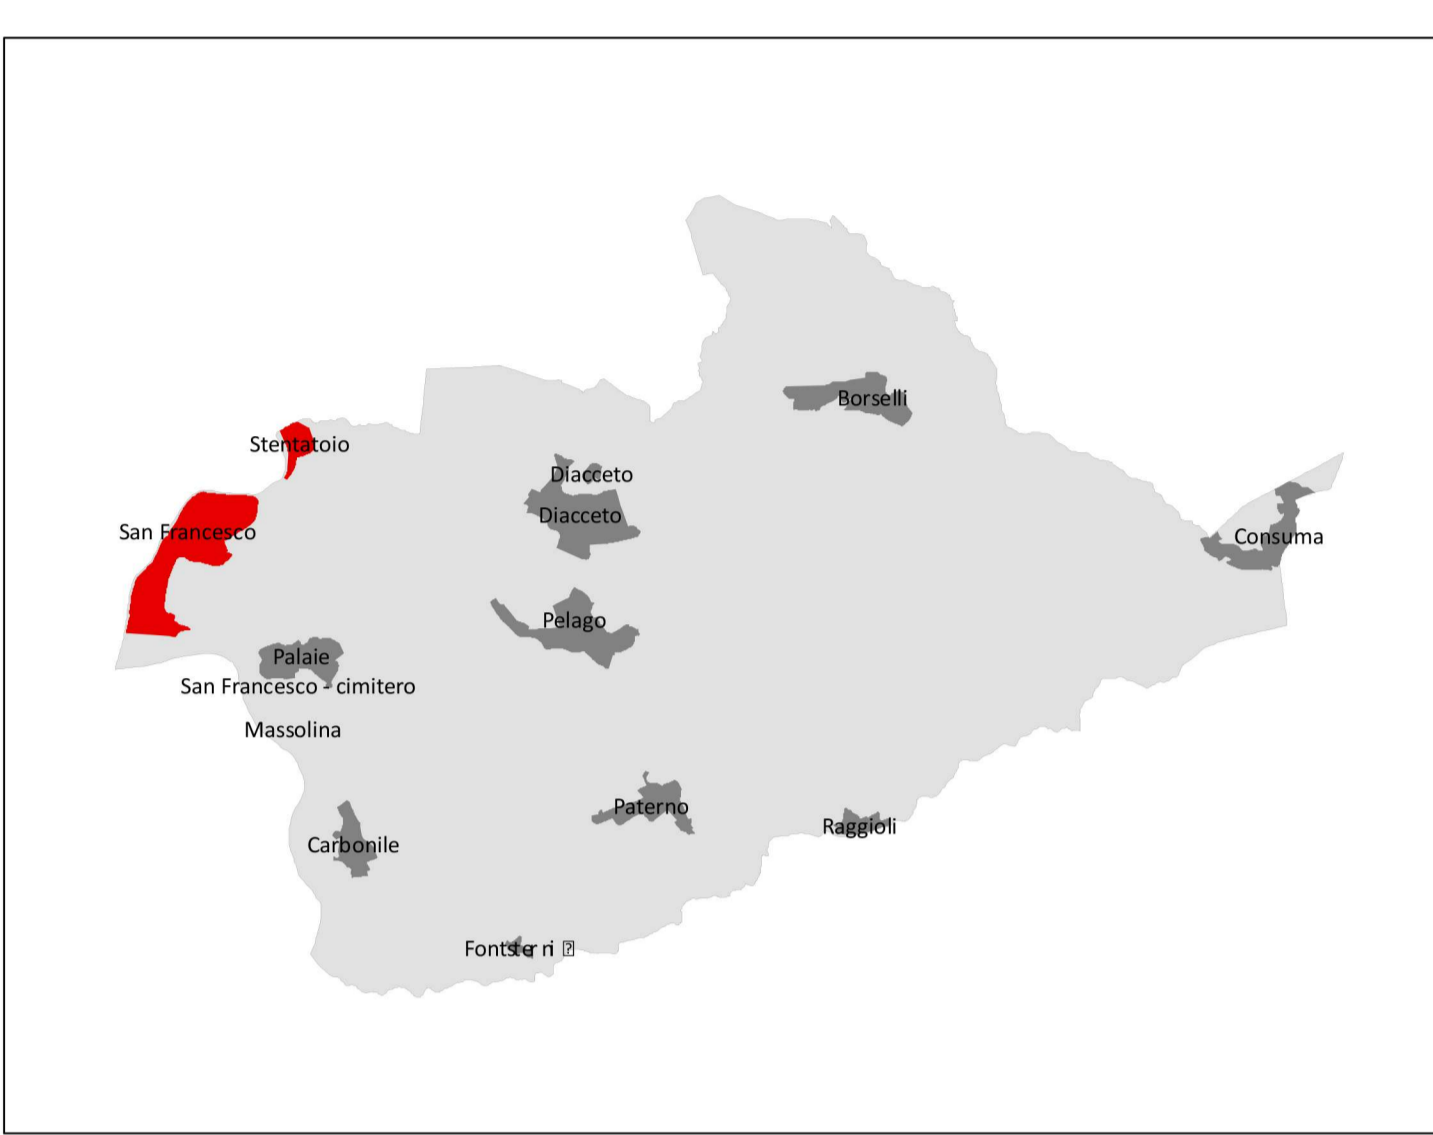 Borselli
Stentatoio
Diacceto
Diacceto
San Francesco
Consuma
Pelago
Palaie
San Francesco - cimitero
Massolina
Paterno
Raggioli
Carbonile